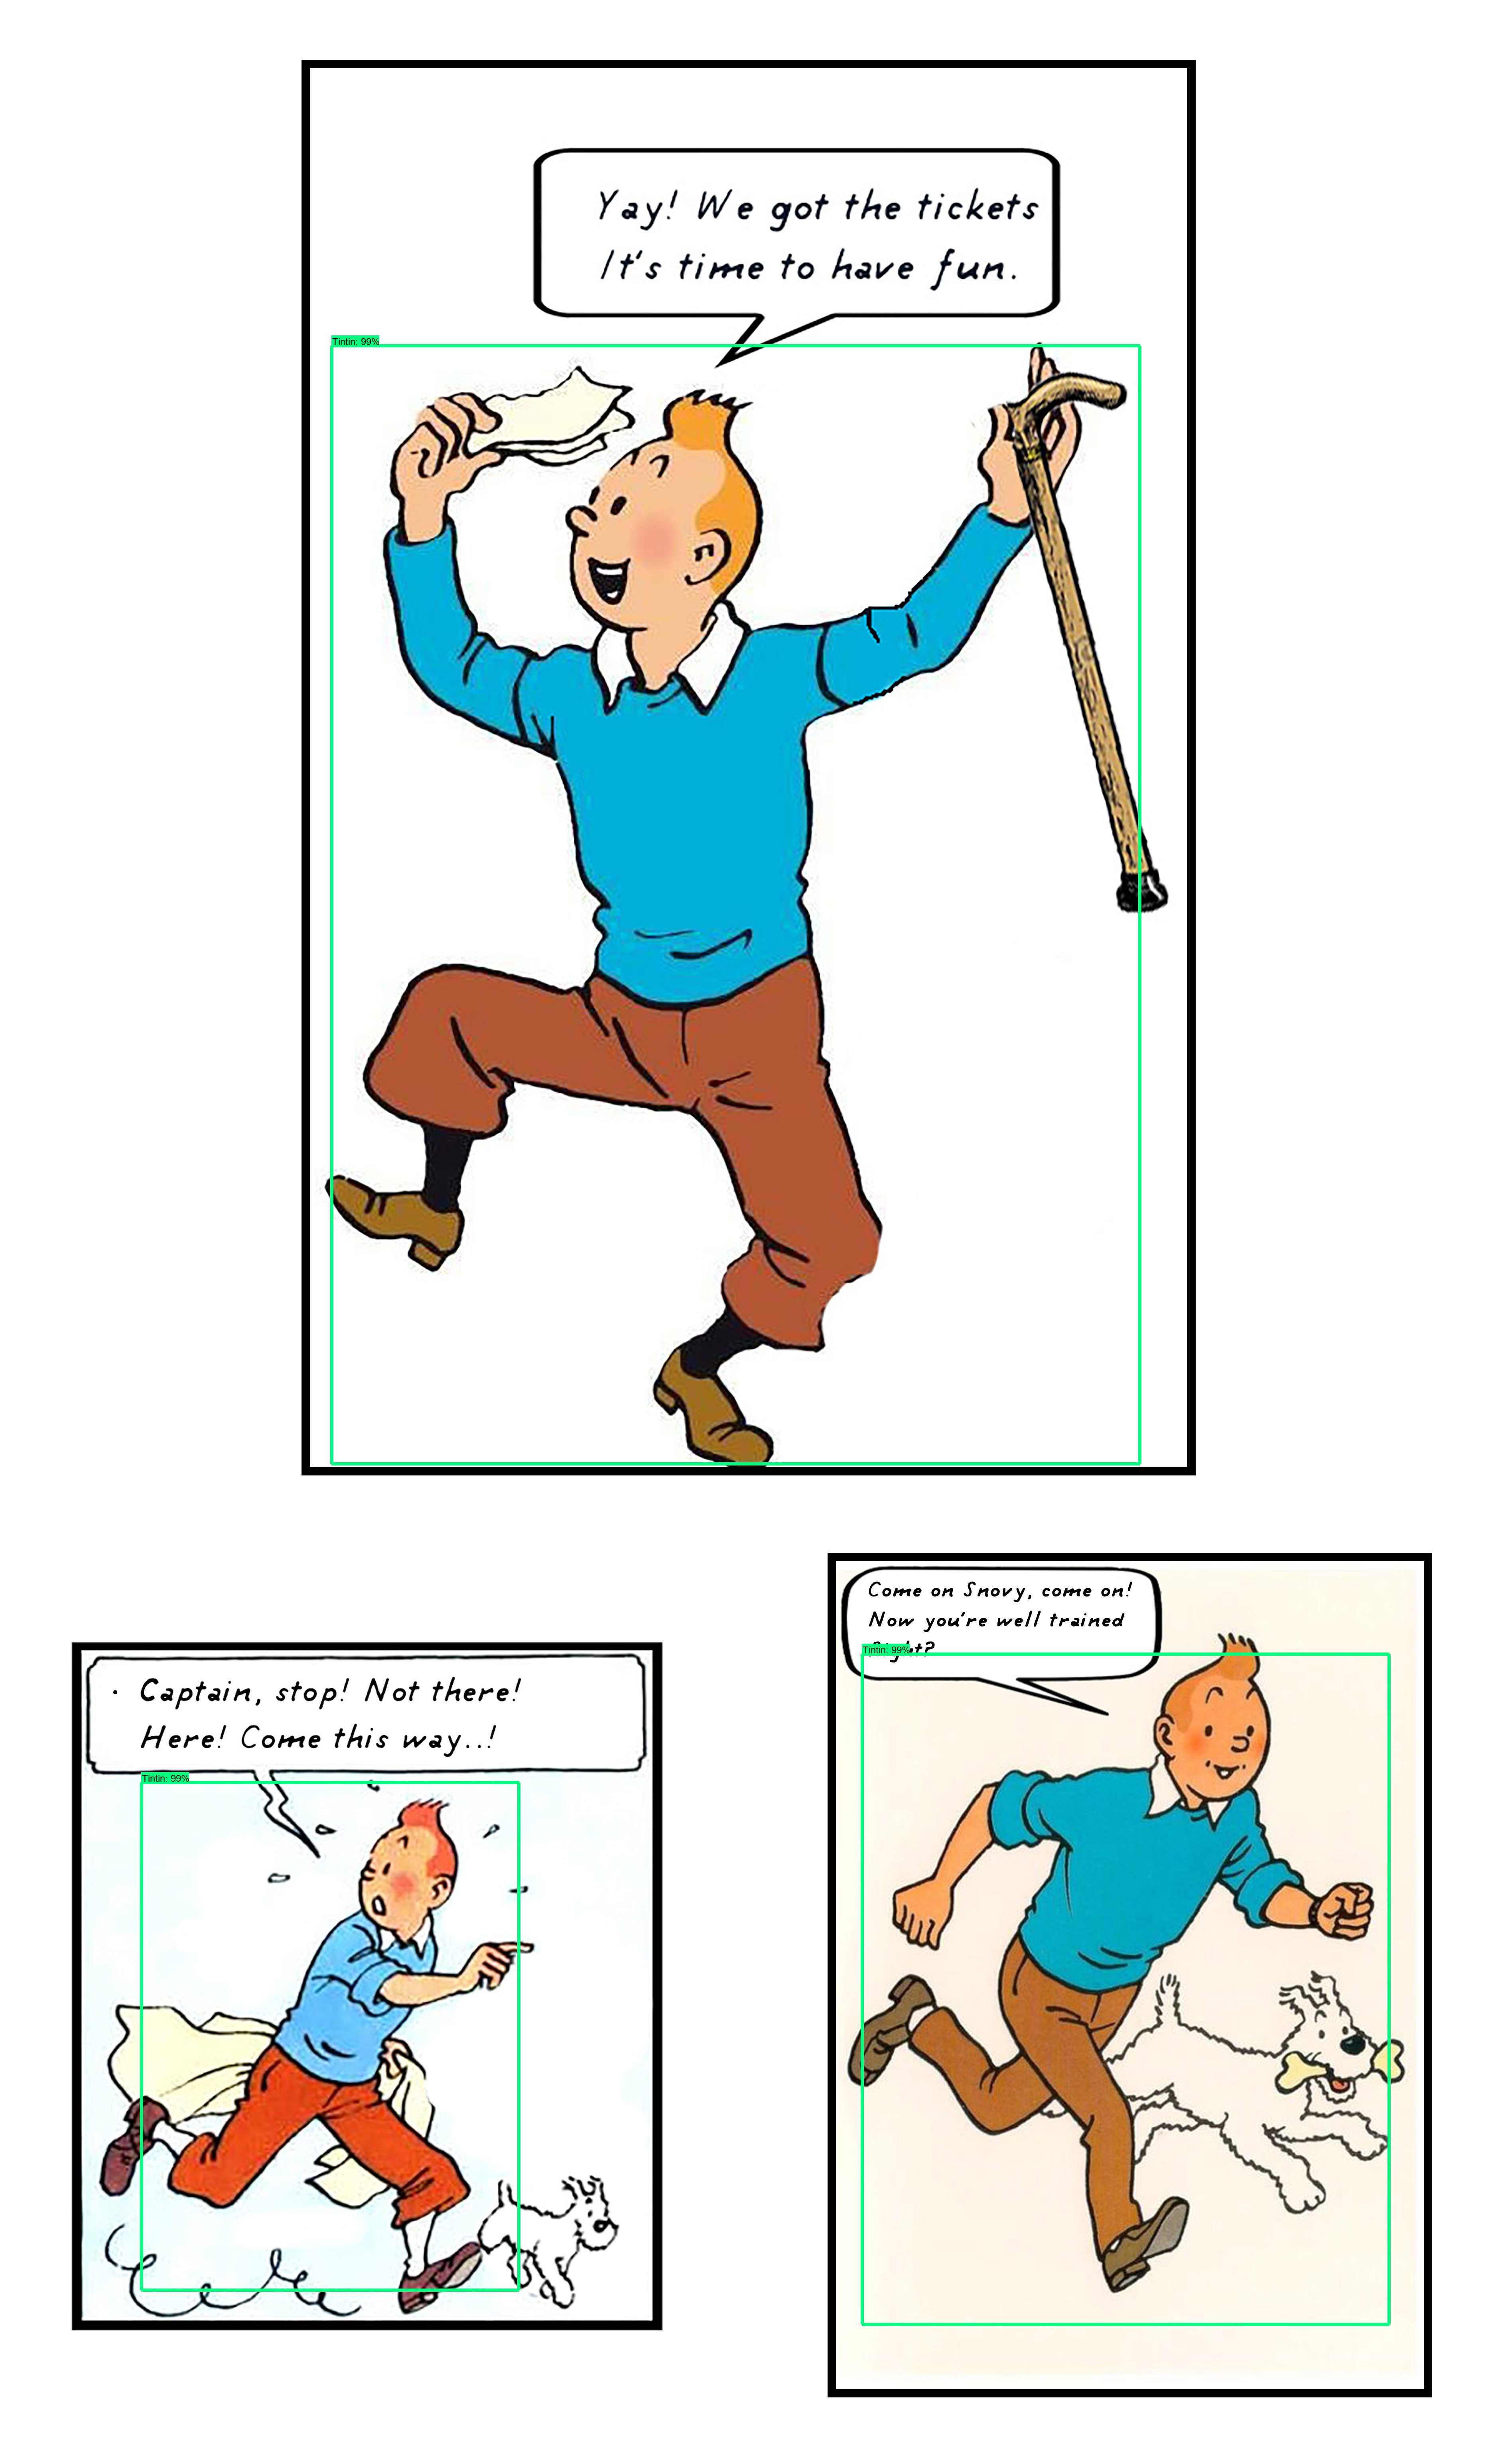 Yay! We got the tickets
It's time to have fun.
Tintin: 99%
Come on Snovy, come on!
Now you're well trained
Right?
Tintin: 99%
· Captain, stop! Not there!
Here! Come this way..!
Tintin: 99%